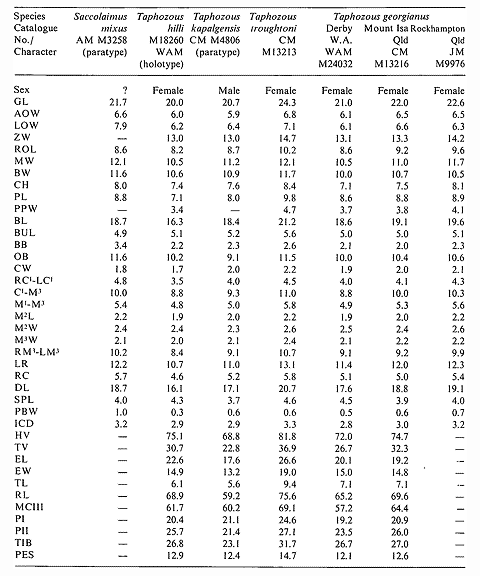 Species Saccolaimus Taphozous Taphozous Taphozous Taphozous georgianus
Catalogue mixus hilli kapalgensis troughtoni Derby Mount Isa Rockhampton
No./ AM M3258 M18260 CM M4806 CM W.A. Qld Qld
Character (paratype) WAM (paratype) M13213 WAM CM JM
(holotype) M24032 M13216 M9976
Sex ? Female Male Female Female Female Female
GL 21.7 20.0 20.7 24.3 21.0 22.0 22.6
AOW 6.6 6.0 5.9 6.8 6.1 6.5 6.5
LOW 7.9 6.2 6.4 7.1 6.1 6.6 6.3
ZW — 13.0 13.0 14.7 13.1 13.3 14.2
ROL 8.6 8.2 8.7 10.2 8.6 9.2 9.6
MW 12.1 10.5 11.2 12.1 10.5 11.0 11.7
BW 11.6 10.6 10.9 11.7 10.0 10.7 10.5
CH 8.0 7.4 7.6 8.4 7.1 7.5 8.1
PL 8.8 7.1 8.0 9.8 8.6 8.8 8.9
PPW — 3.4 — 4.7 3.7 3.8 4.1
BL 18.7 16.3 18.4 21.2 18.6 19.1 19.6
BUL 4.9 5.1 5.2 5.6 5.0 5.0 5.1
BB 3.4 2.2 2.3 2.6 2.1 2.0 2.3
OB 11.6 10.2 9.1 11.5 10.0 10.4 10.6
CW 1.8 1.7 2.0 2.2 1.9 2.0 2.1
RC¹-LC¹ 4.8 3.5 4.0 4.5 4.0 4.1 4.3
C¹-M³ 10.0 8.8 9.3 11.0 8.8 10.0 10.3
M¹-M³ 5.4 4.8 5.0 5.8 4.9 5.3 5.6
M²L 2.2 1.9 2.0 2.2 1.9 2.0 2.2
M²W 2.4 2.4 2.3 2.6 2.5 2.4 2.6
M³W 2.1 2.0 2.1 2.4 2.1 2.2 2.2
RM³-LM³ 10.2 8.4 9.1 10.7 9.1 9.2 9.9
LR 12.2 10.7 11.0 13.1 11.4 12.0 12.3
RC 5.7 4.6 5.2 5.8 5.1 5.0 5.4
DL 18.7 16.1 17.1 20.7 17.6 18.8 19.1
SPL 4.0 4.3 3.7 4.6 4.5 3.9 4.0
PBW 1.0 0.3 0.6 0.6 0.5 0.6 0.7
ICD 3.2 2.9 2.9 3.3 2.8 3.0 3.2
HV — 75.1 68.8 81.8 72.0 74.7 —
TV — 30.7 22.8 36.9 26.7 32.3 —
EL — 22.6 17.6 26.6 20.1 19.2 —
EW — 14.9 13.2 19.0 15.0 14.8 —
TL — 6.1 5.6 9.4 7.1 7.1 —
RL — 68.9 59.2 75.6 65.2 69.6 —
MCIII — 61.7 60.2 69.1 57.2 64.4 —
PI — 20.4 21.1 24.6 19.2 20.9 —
PII — 25.7 21.4 27.1 23.5 26.0 —
TIB — 26.8 23.1 31.7 26.7 27.0 —
PES — 12.9 12.4 14.7 12.1 12.6 —